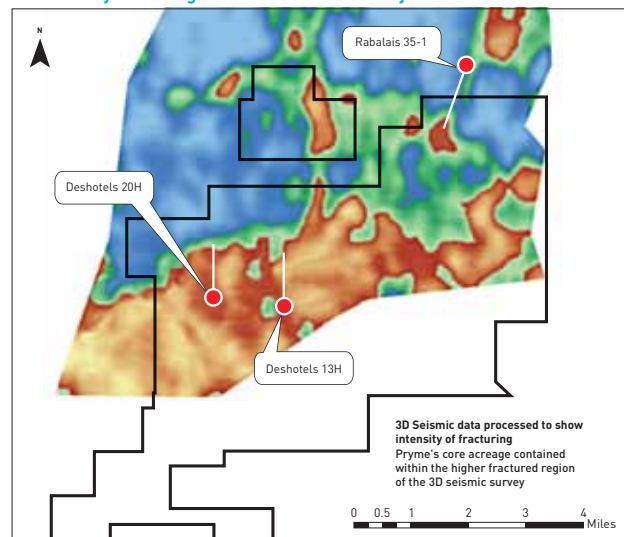 N
Rabalais 35-1
Deshotels 20H
Deshotels 13H
3D Seismic data processed to show
intensity of fracturing
Pryme's core acreage contained
within the higher fractured region
of the 3D seismic survey
0 0.5 1 2 3 4
Miles